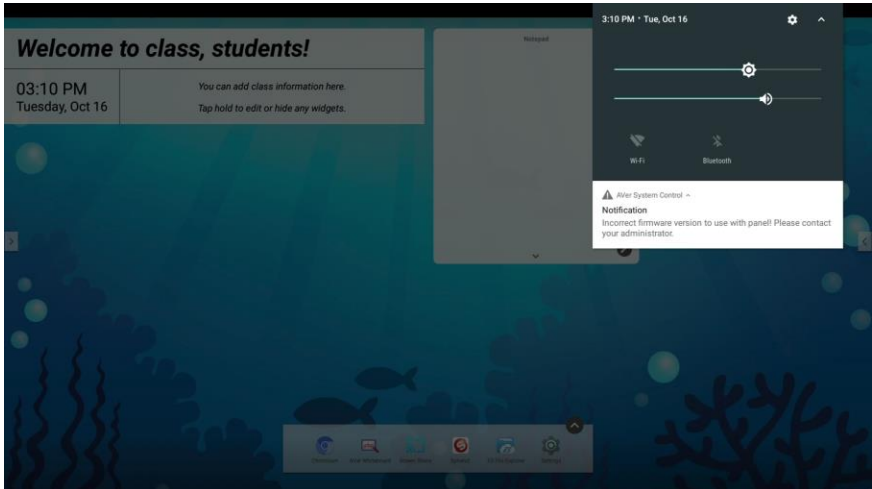 3:10 PM • Tue, Oct 16
Welcome to class, students!
Notepad
03:10 PM
Tuesday, Oct 16
You can add class information here.
Tap hold to edit or hide any widgets.
Wi-Fi
Bluetooth
AVer System Control
Notification
Incorrect firmware version to use with panel! Please contact
your administrator.
Settings